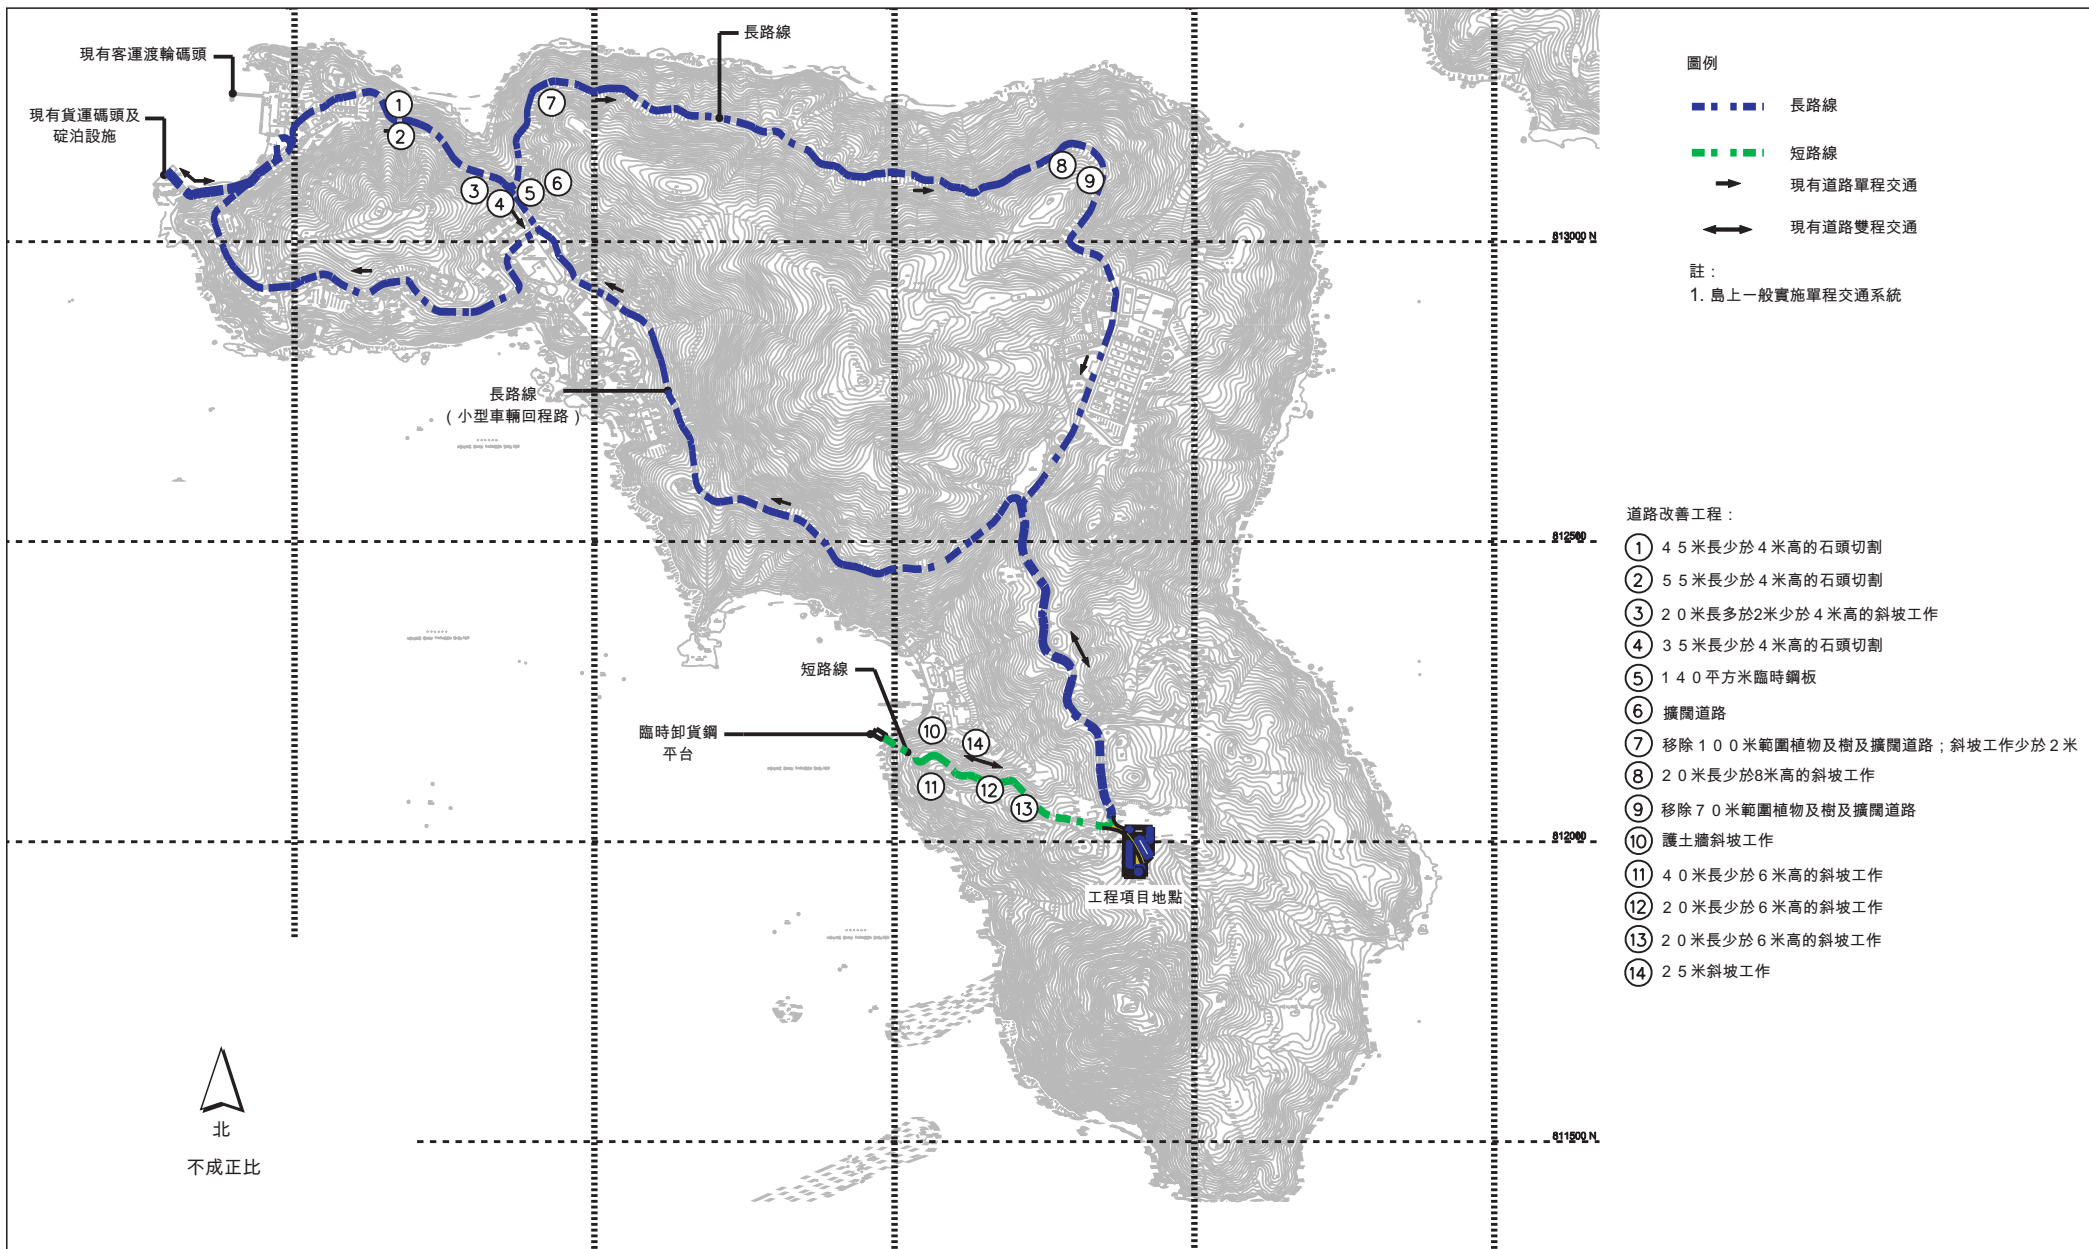 現有客運渡輪碼頭
長路線
現有貨運碼頭及
碇泊設施
1
2
3
4
5
6
7
8
9
813000 N
長路線
(小型車輛回程路)
812500
短路線
臨時卸貨鋼
平台
10
14
11
12
13
812000
工程項目地點
811500 N
北
不成正比
圖例
長路線
短路線
現有道路單程交通
現有道路雙程交通
註:
1. 島上一般實施單程交通系統
道路改善工程:
1 45米長少於4米高的石頭切割
2 55米長少於4米高的石頭切割
3 20米長多於2米少於4米高的斜坡工作
4 35米長少於4米高的石頭切割
5 140平方米臨時鋼板
6 擴闊道路
7 移除100米範圍植物及樹及擴闊道路;斜坡工作少於2米
8 20米長少於8米高的斜坡工作
9 移除70米範圍植物及樹及擴闊道路
10 護土牆斜坡工作
11 40米長少於6米高的斜坡工作
12 20米長少於6米高的斜坡工作
13 20米長少於6米高的斜坡工作
14 25米斜坡工作